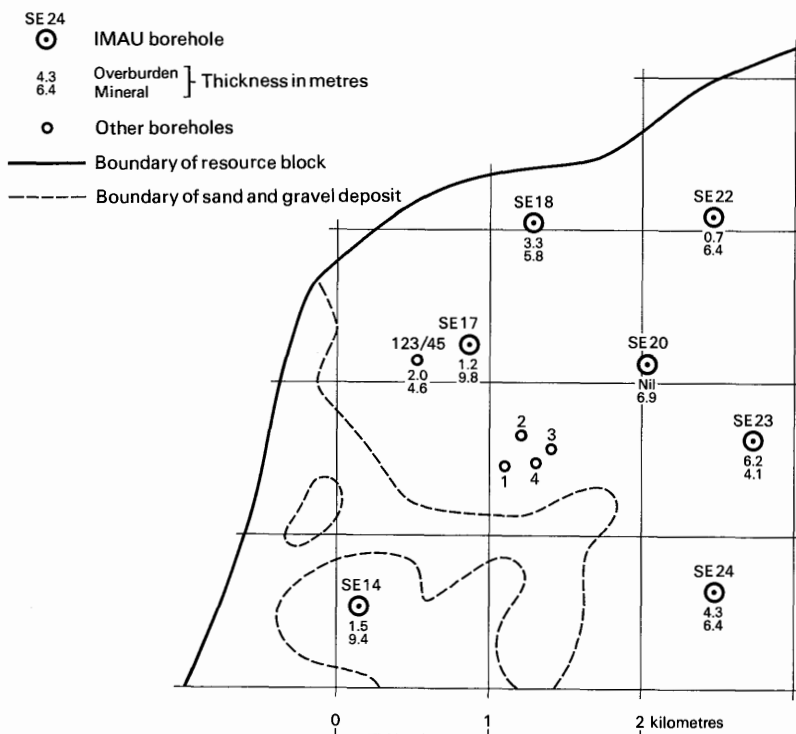 SE24
IMAU borehole
4.3 Overburden
6.4 Mineral
Thickness in metres
Other boreholes
Boundary of resource block
Boundary of sand and gravel deposit
SE18
3.3
5.8
SE22
0.7
6.4
SE17
1.2
9.8
123/45
2.0
4.6
SE20
Nil
6.9
SE23
6.2
4.1
2
3
1
4
SE14
1.5
9.4
SE24
4.3
6.4
0 1 2 kilometres